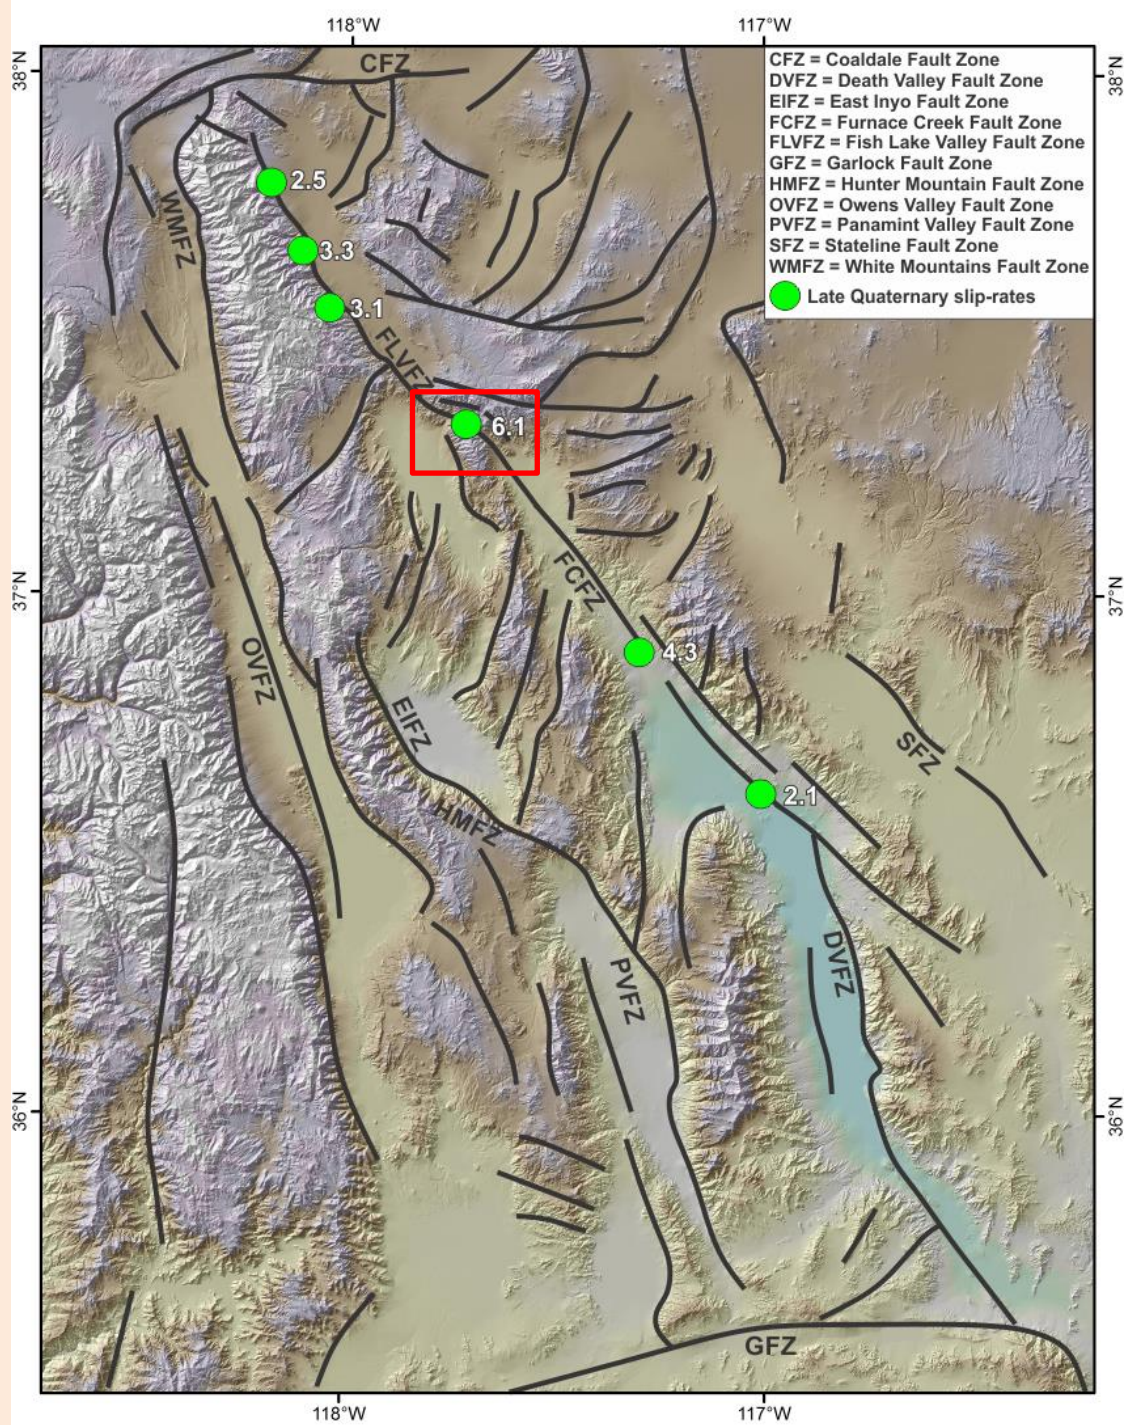 118°W
117°W
38°N
38°N
CFZ = Coaldale Fault Zone
DVFZ = Death Valley Fault Zone
EIFZ = East Inyo Fault Zone
FCFZ = Furnace Creek Fault Zone
FLVFZ = Fish Lake Valley Fault Zone
GFZ = Garlock Fault Zone
HMFZ = Hunter Mountain Fault Zone
OVFZ = Owens Valley Fault Zone
PVFZ = Panamint Valley Fault Zone
SFZ = Stateline Fault Zone
WMFZ = White Mountains Fault Zone
Late Quaternary slip-rates
CFZ
2.5
WMFZ
3.3
3.1
FLVFZ
6.1
FCFZ
37°N
37°N
4.3
OVFZ
EIFZ
SFZ
2.1
HMFZ
DVFZ
PVFZ
36°N
36°N
GFZ
118°W
117°W